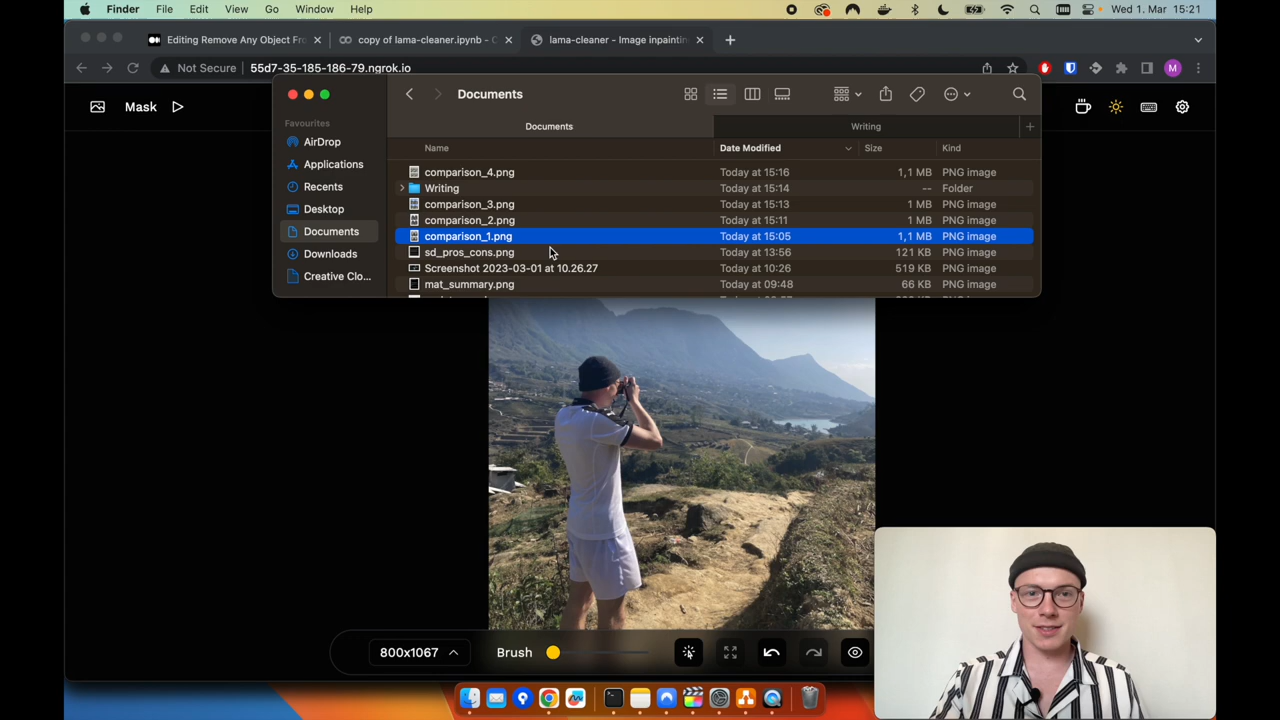 Finder File Edit View Go Window Help Wed 1. Mar 15:21
Editing Remove Any Object Fr copy of lama-cleaner.ipynb - C lama-cleaner - Image inpainti
Not Secure 55d7-35-185-186-79.ngrok.io M
Mask Documents
Favourites
Documents Writing
AirDrop
Name Date Modified Size Kind
Applications
comparison_4.png Today at 15:16 1,1 MB PNG image
Recents
Writing Today at 15:14 -- Folder
Desktop
comparison_3.png Today at 15:13 1 MB PNG image
comparison_2.png Today at 15:11 1 MB PNG image
Documents
comparison_1.png Today at 15:05 1,1 MB PNG image
Downloads
sd_pros_cons.png Today at 13:56 121 KB PNG image
Creative Clo...
Screenshot 2023-03-01 at 10.26.27 Today at 10:26 519 KB PNG image
mat_summary.png Today at 09:48 66 KB PNG image
800x1067 Brush